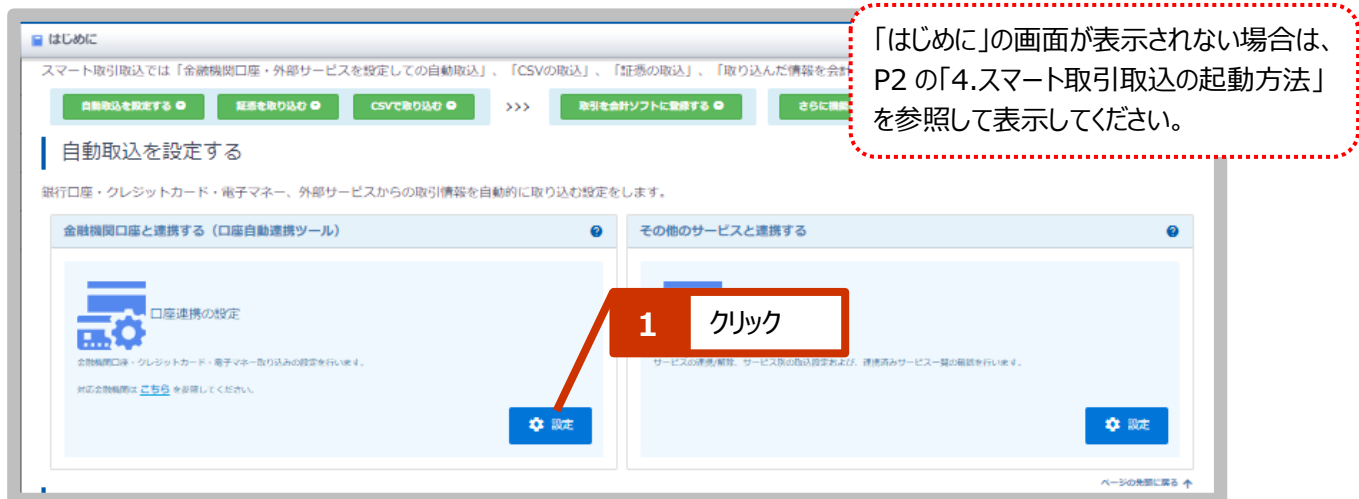 はじめに
スマート取引取込では「金融機関口座・外部サービスを設定しての自動取込」、「CSVの取込」、「証憑の取込」、「取り込んだ情報を会計
自動取込を設定する
証憑を取り込む
CSVで取り込む
>>>
取引を会計ソフトに登録する
さらに機
「はじめに」の画面が表示されない場合は、
P2 の「4.スマート取引取込の起動方法」
を参照して表示してください。
自動取込を設定する
銀行口座・クレジットカード・電子マネー、外部サービスからの取引情報を自動的に取り込む設定をします。
金融機関口座と連携する（口座自動連携ツール）
口座連携の設定
金融機関口座・クレジットカード・電子マネー取り込みの設定を行います。
対応金融機関は こちら を参照してください。
設定
1 クリック
その他のサービスと連携する
サービスの連携/解除、サービス別の取込設定および、連携済みサービス一覧の確認を行います。
設定
ページの先頭に戻る